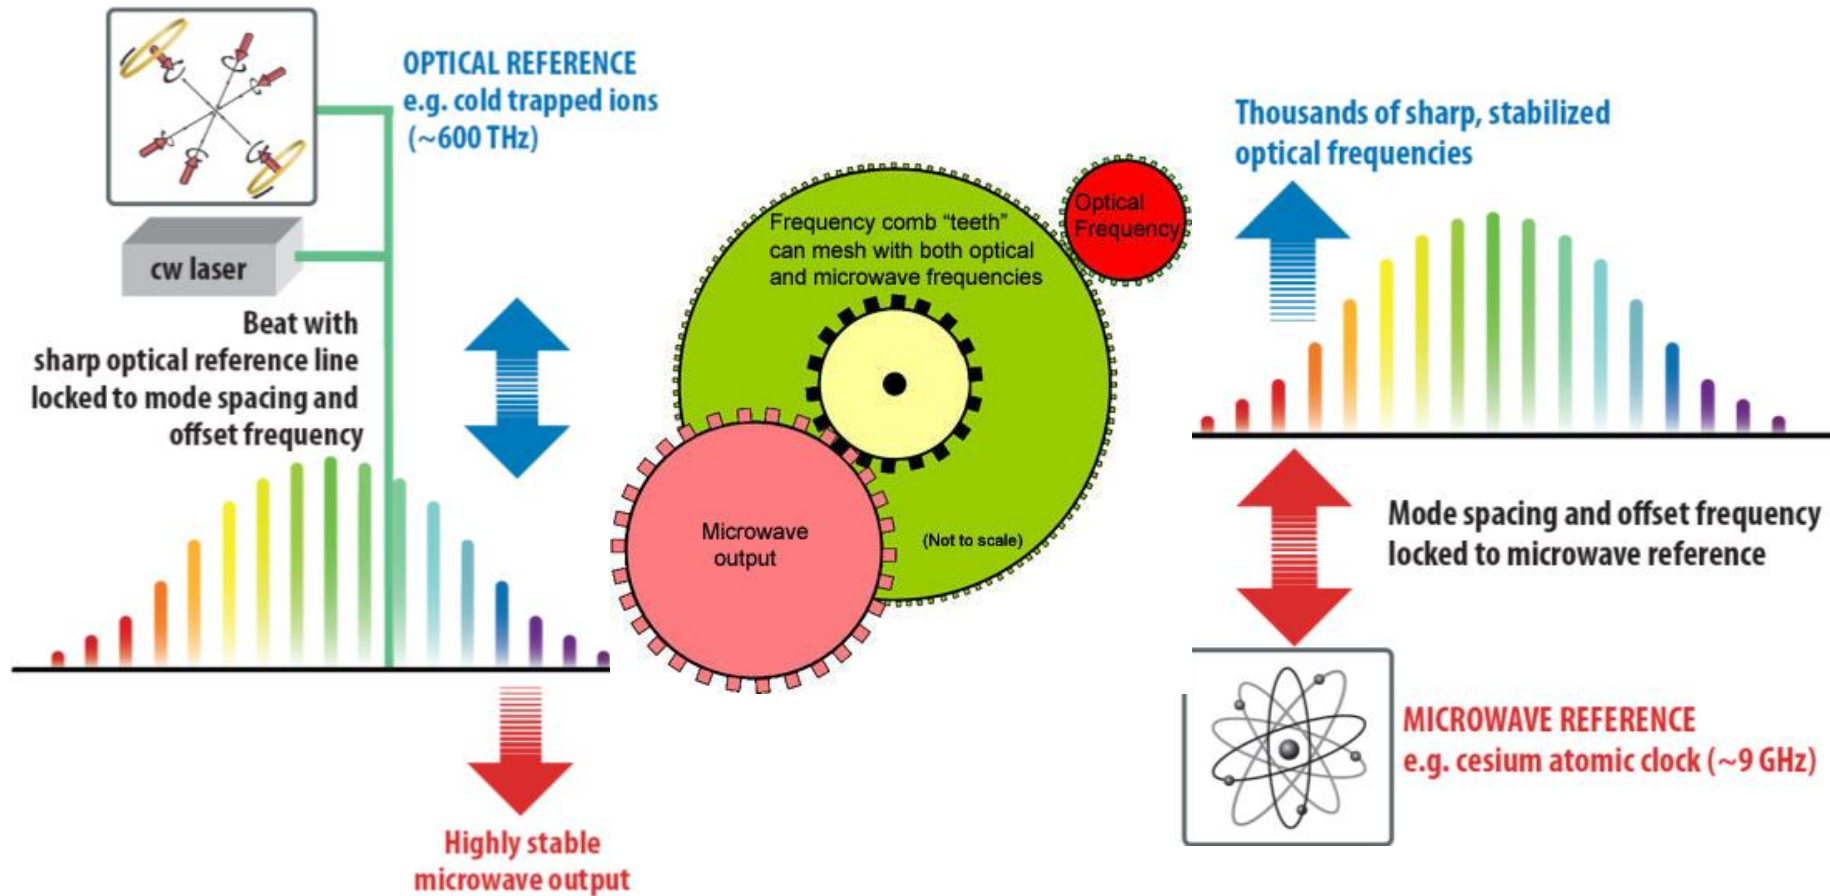 OPTICAL REFERENCE
e.g. cold trapped ions
(~600 THz)
cw laser
Beat with
sharp optical reference line
locked to mode spacing and
offset frequency
Highly stable
microwave output
Frequency comb “teeth”
can mesh with both optical
and microwave frequencies
Optical
Frequency
Microwave
output
(Not to scale)
Thousands of sharp, stabilized
optical frequencies
Mode spacing and offset frequency
locked to microwave reference
MICROWAVE REFERENCE
e.g. cesium atomic clock (~9 GHz)